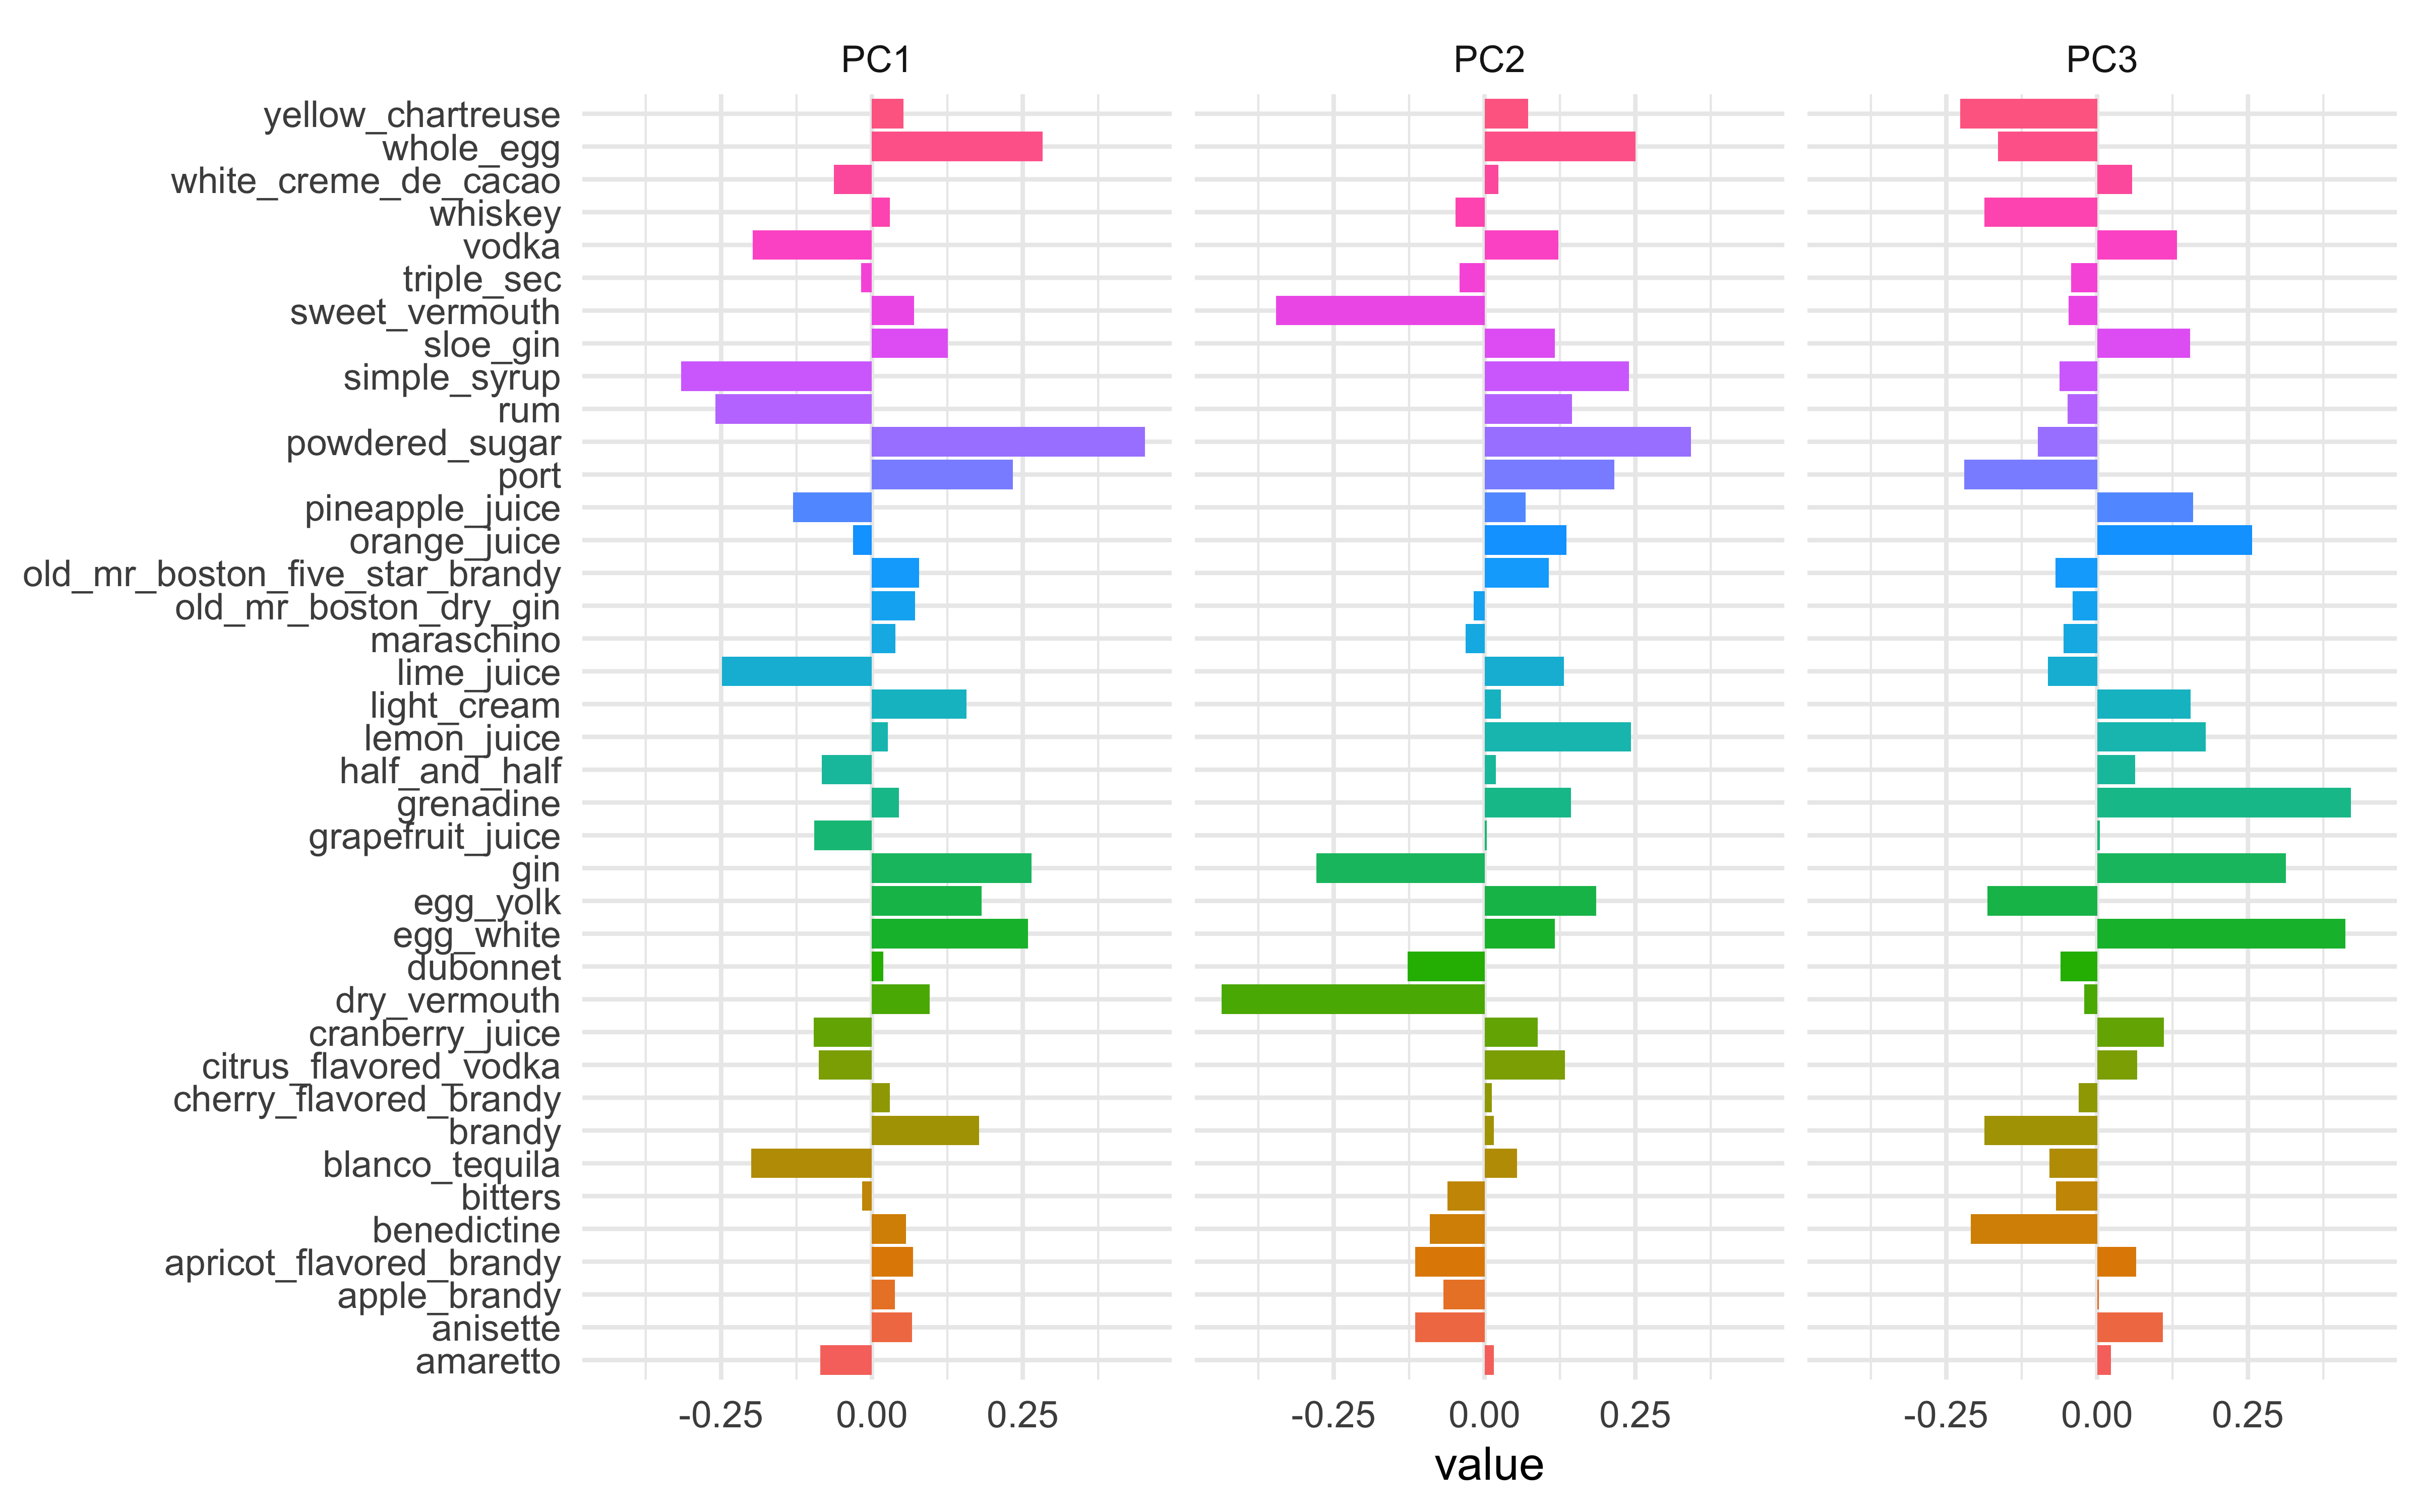 PC1 PC2 PC3
yellow_chartreuse
whole_egg
white_creme_de_cacao
whiskey
vodka
triple_sec
sweet_vermouth
sloe_gin
simple_syrup
rum
powdered_sugar
port
pineapple_juice
orange_juice
old_mr_boston_five_star_brandy
old_mr_boston_dry_gin
maraschino
lime_juice
light_cream
lemon_juice
half_and_half
grenadine
grapefruit_juice
gin
egg_yolk
egg_white
dubonnet
dry_vermouth
cranberry_juice
citrus_flavored_vodka
cherry_flavored_brandy
brandy
blanco_tequila
bitters
benedictine
apricot_flavored_brandy
apple_brandy
anisette
amaretto
-0.25 0.00 0.25 -0.25 0.00 0.25 -0.25 0.00 0.25
value